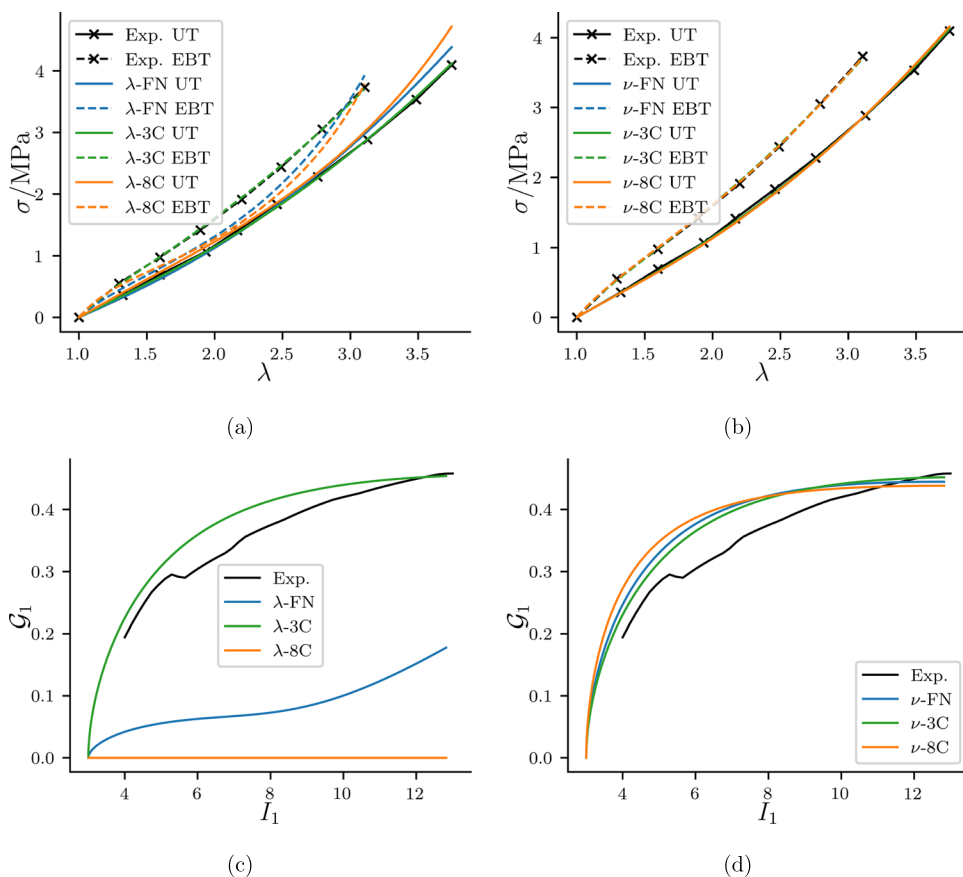 Exp. UT
Exp. EBT
λ-FN UT
λ-FN EBT
λ-3C UT
λ-3C EBT
λ-8C UT
λ-8C EBT
σ/MPa
4
3
2
1
0
1.0 1.5 2.0 2.5 3.0 3.5
λ
(a)
Exp. UT
Exp. EBT
ν-FN UT
ν-FN EBT
ν-3C UT
ν-3C EBT
ν-8C UT
ν-8C EBT
σ/MPa
4
3
2
1
0
1.0 1.5 2.0 2.5 3.0 3.5
λ
(b)
𝒢₁
0.4
0.3
0.2
0.1
0.0
Exp.
λ-FN
λ-3C
λ-8C
4 6 8 10 12
I₁
(c)
𝒢₁
0.4
0.3
0.2
0.1
0.0
Exp.
ν-FN
ν-3C
ν-8C
4 6 8 10 12
I₁
(d)